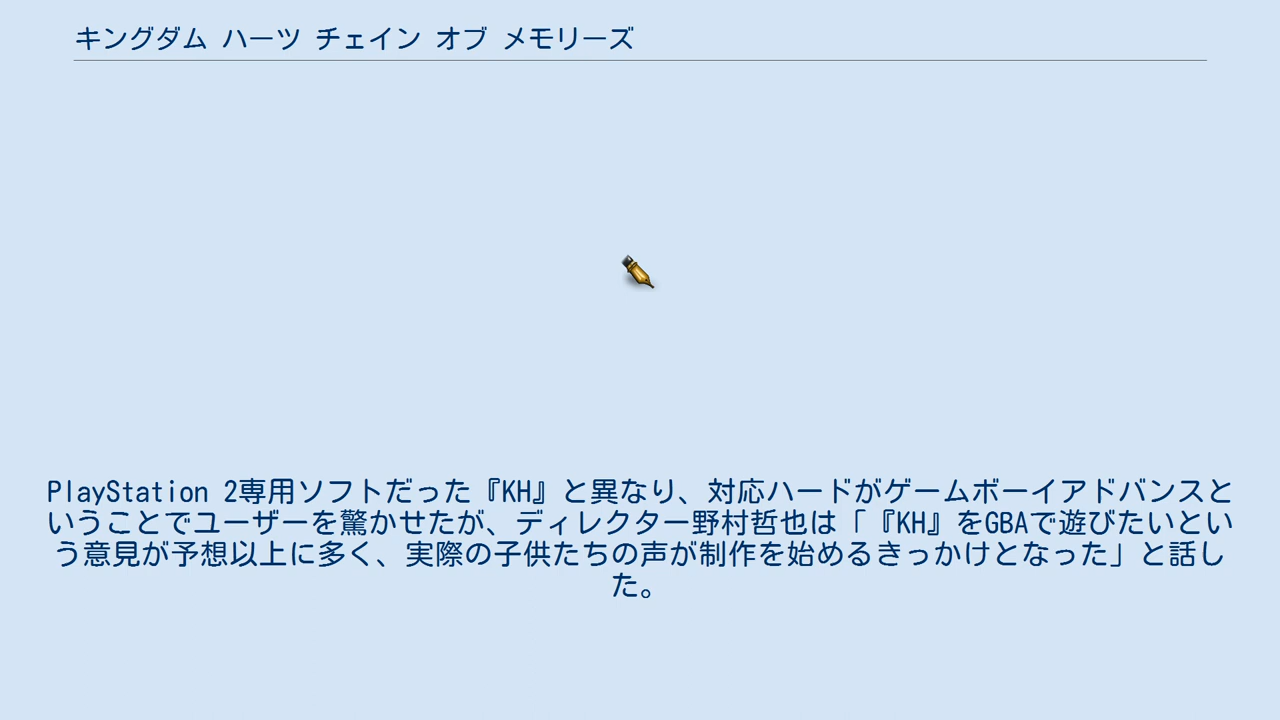 キングダム ハーツ チェイン オブ メモリーズ
PlayStation 2専用ソフトだった『KH』と異なり、対応ハードがゲームボーイアドバンスと
いうことでユーザーを驚かせたが、ディレクター野村哲也は「『KH』をGBAで遊びたいとい
う意見が予想以上に多く、実際の子供たちの声が制作を始めるきっかけとなった」と話し
た。